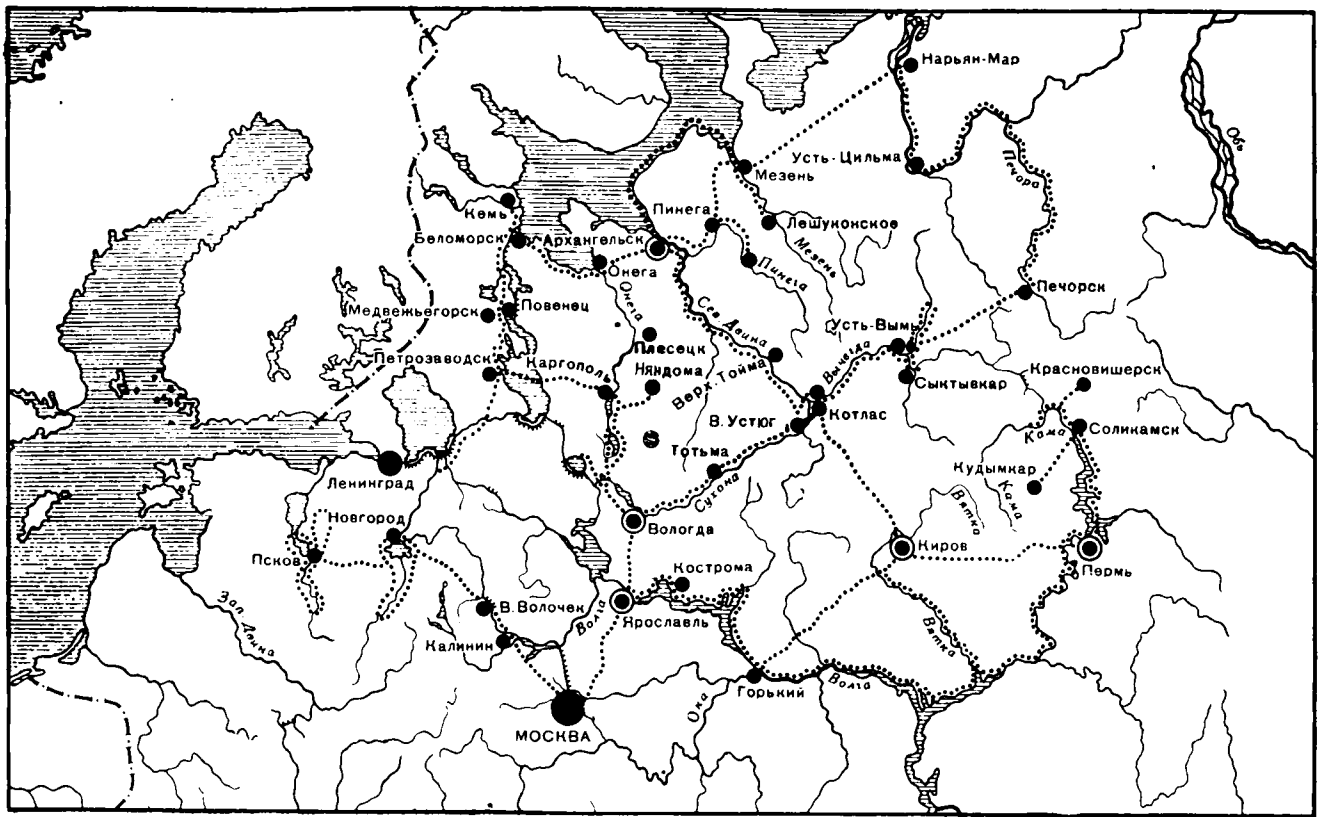 Нарьян-Мар
Обь
Усть-Цильма
Мезень
Печора
Кемь
Пинега
Лешуконское
Беломорск
Архангельск
Онега
Пинега
Мезень
Онега
Печорск
Медвежьегорск
Повенец
Сев. Двина
Усть-Вымь
Плесецк
Вычегда
Петрозаводск
Каргополь
Няндома
Верх. Тойма
Сыктывкар
Красновишерск
Котлас
В. Устюг
Кама
Соликамск
Тотьма
Кудымкар
Ленинград
Сухона
Кама
Вятка
Новгород
Вологда
Киров
Псков
Кострома
Пермь
Зап. Двина
В. Волочек
Волга
Ярославль
Калинин
Вятка
Горький
Волга
Ока
МОСКВА